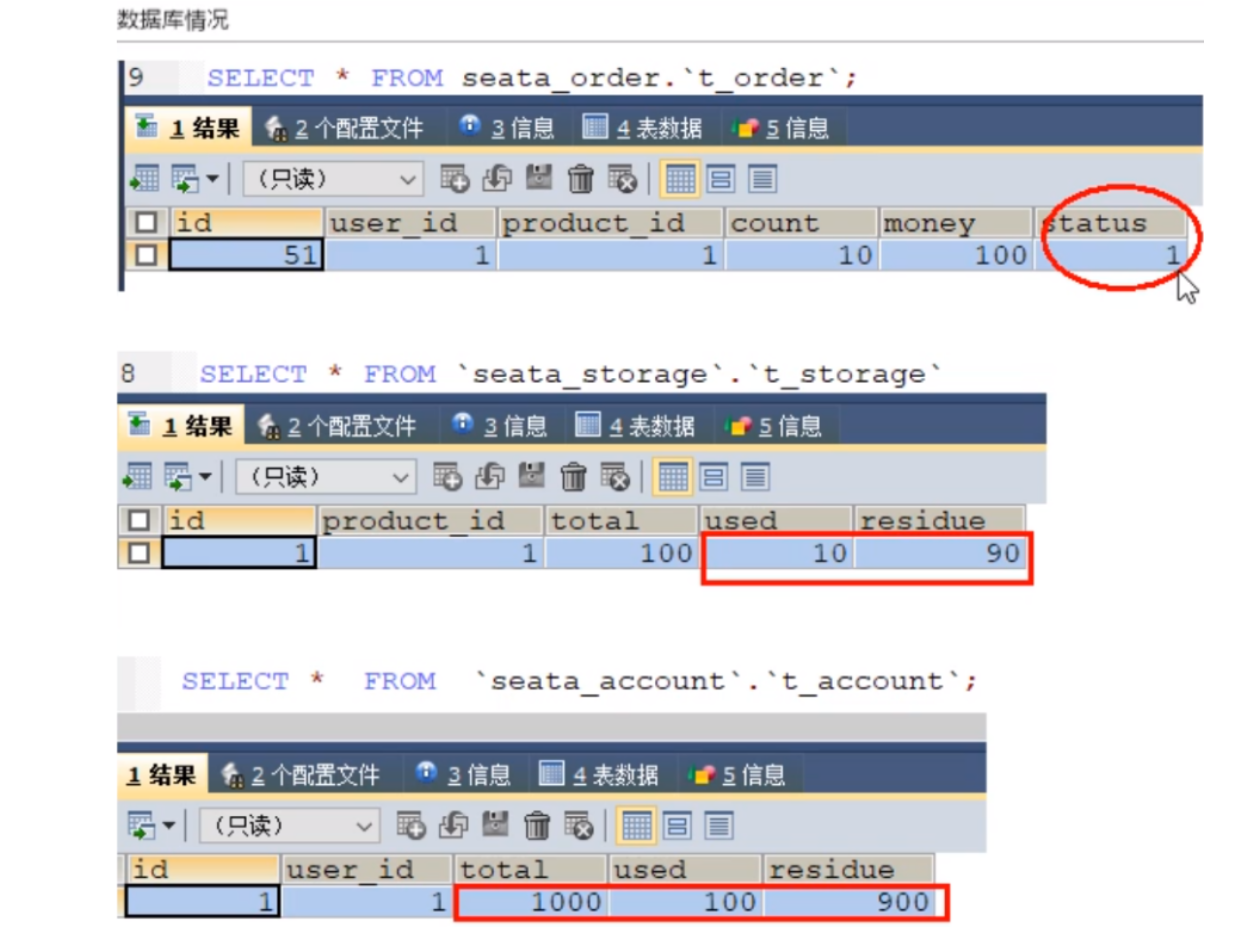 数据库情况
9 SELECT * FROM seata_order.`t_order`;
1 结果 2 个配置文件 3 信息 4 表数据 5 信息
（只读）
id user_id product_id count money status
51 1 1 10 100 1
8 SELECT * FROM `seata_storage`.`t_storage`
1 结果 2 个配置文件 3 信息 4 表数据 5 信息
（只读）
id product_id total used residue
1 1 100 10 90
SELECT * FROM `seata_account`.`t_account`;
1 结果 2 个配置文件 3 信息 4 表数据 5 信息
（只读）
id user_id total used residue
1 1 1000 100 900